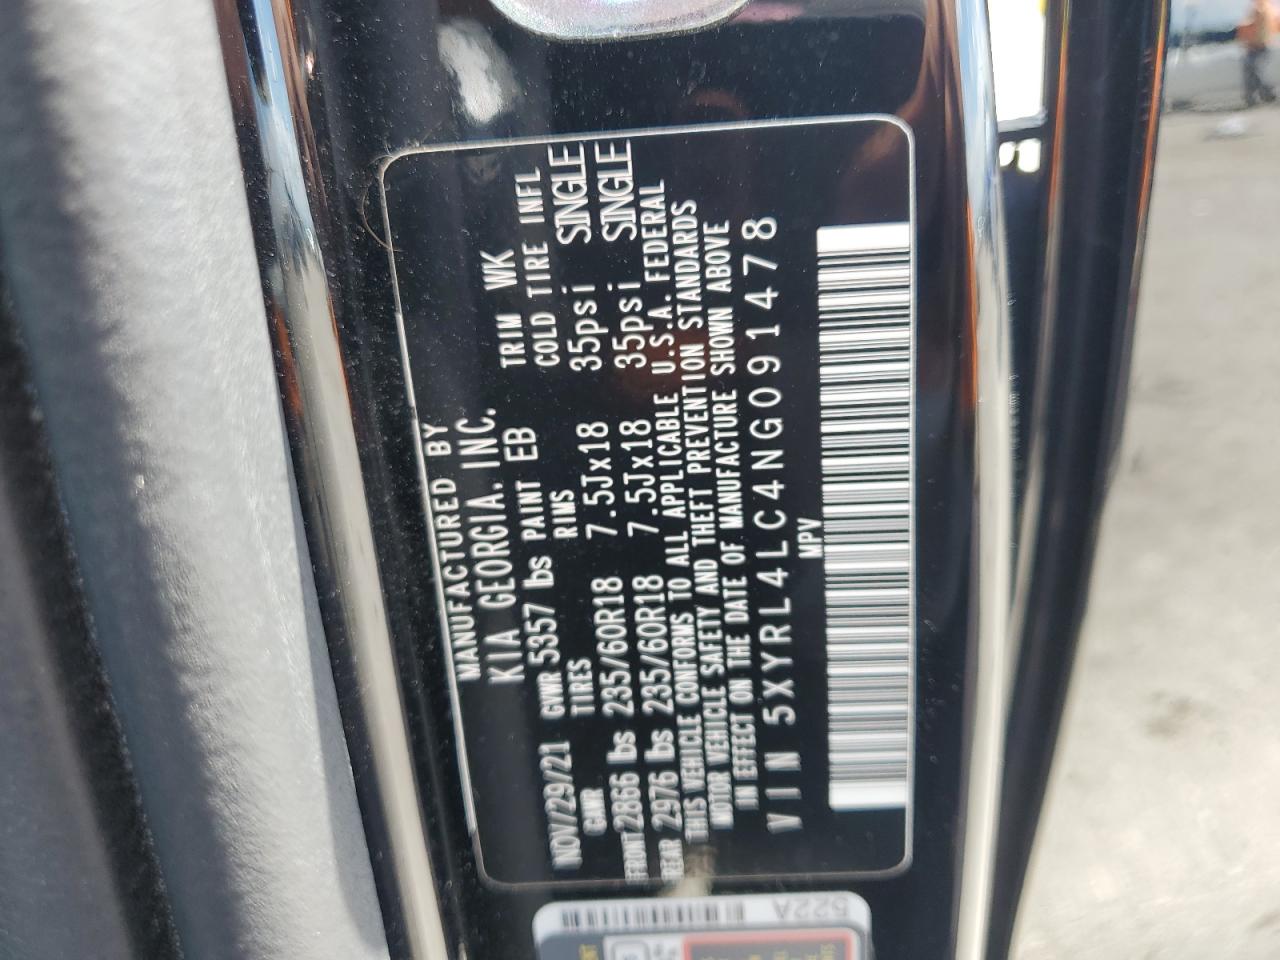 MANUFACTURED BY
KIA GEORGIA. INC.
TRIM WK
NOV/29/21 GVWR 5357 lbs PAINT EB COLD TIRE INFL
GAWR TIRES RIMS
FRONT 2866 lbs 235/60R18 7.5Jx18 35psi SINGLE
REAR 2976 lbs 235/60R18 7.5Jx18 35psi SINGLE
THIS VEHICLE CONFORMS TO ALL APPLICABLE U.S.A. FEDERAL
MOTOR VEHICLE SAFETY AND THEFT PREVENTION STANDARDS
IN EFFECT ON THE DATE OF MANUFACTURE SHOWN ABOVE
VIN 5XYRL4LC4NG091478
MPV
522A